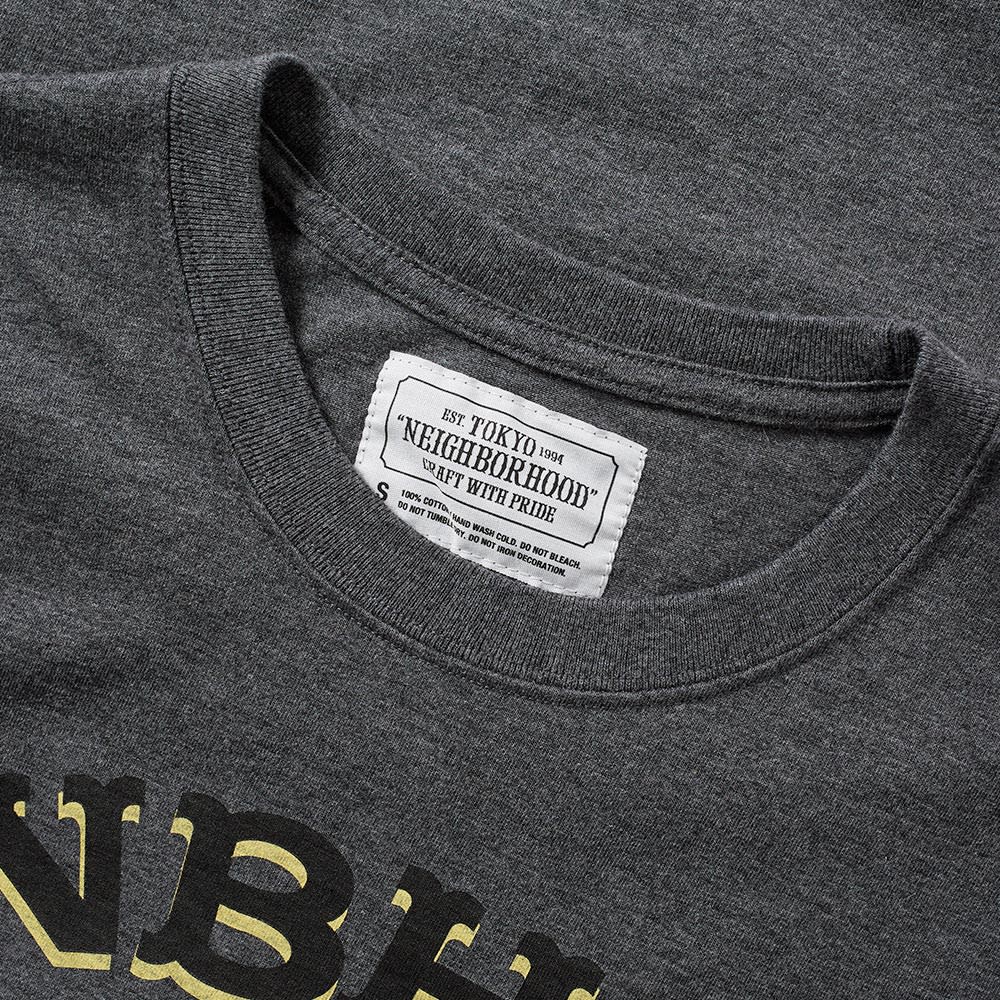 EST. TOKYO 1994
"NEIGHBORHOOD"
CRAFT WITH PRIDE
S
100% COTTON HAND WASH COLD. DO NOT BLEACH.
DO NOT TUMBLE DRY. DO NOT IRON DECORATION.
NBH